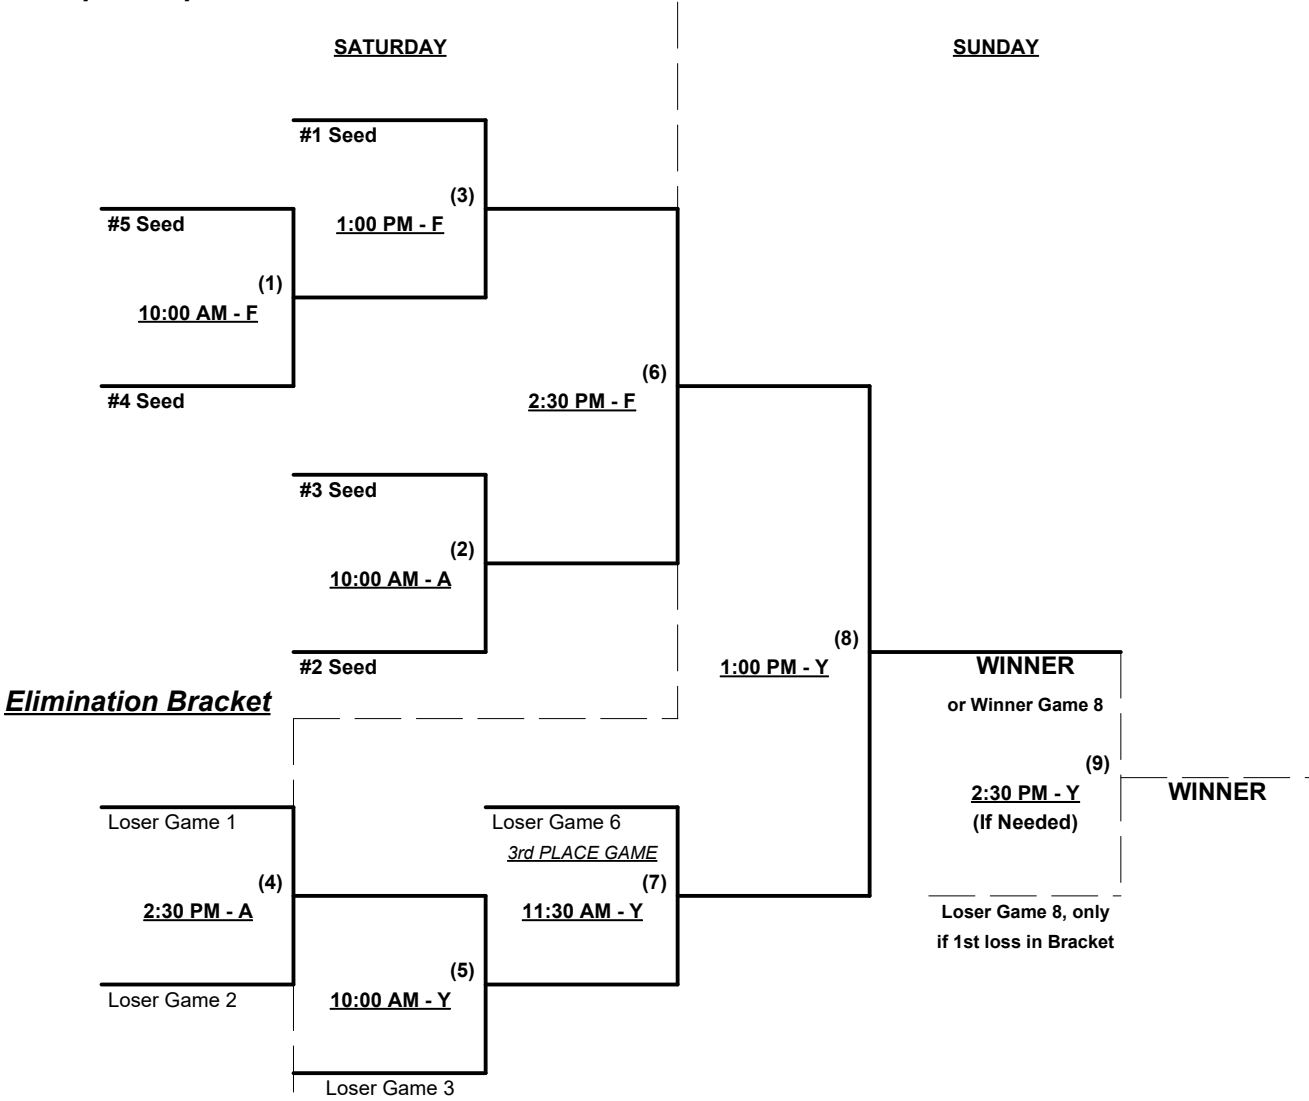 SATURDAY
SUNDAY
#1 Seed
(3)
1:00 PM - F
#5 Seed
(1)
10:00 AM - F
#4 Seed
(6)
2:30 PM - F
#3 Seed
(2)
10:00 AM - A
#2 Seed
(8)
1:00 PM - Y
WINNER
or Winner Game 8
(9)
2:30 PM - Y
(If Needed)
WINNER
Loser Game 8, only
if 1st loss in Bracket
Elimination Bracket
Loser Game 1
(4)
2:30 PM - A
Loser Game 2
Loser Game 6
3rd PLACE GAME
(7)
11:30 AM - Y
(5)
10:00 AM - Y
Loser Game 3